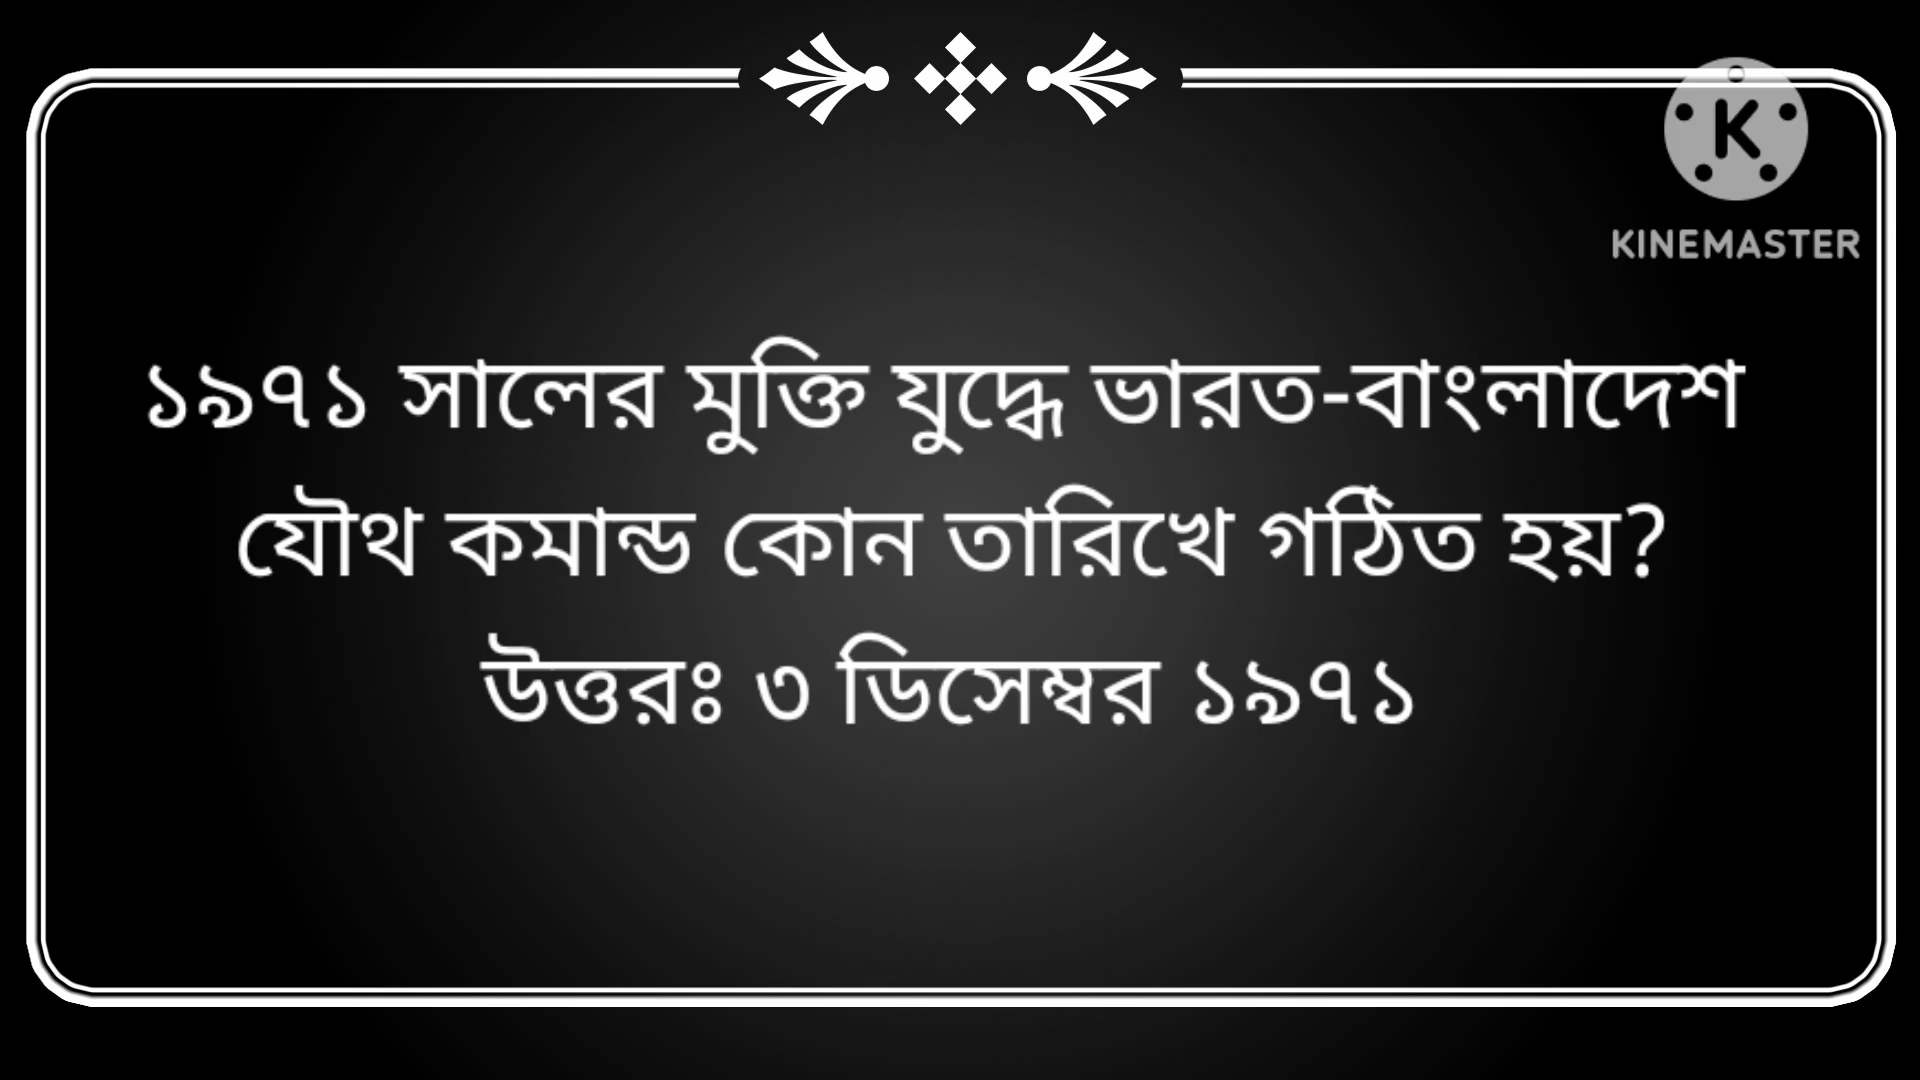 KINEMASTER
১৯৭১ সালের মুক্তি যুদ্ধে ভারত-বাংলাদেশ
যৌথ কমান্ড কোন তারিখে গঠিত হয়?
উত্তরঃ ৩ ডিসেম্বর ১৯৭১